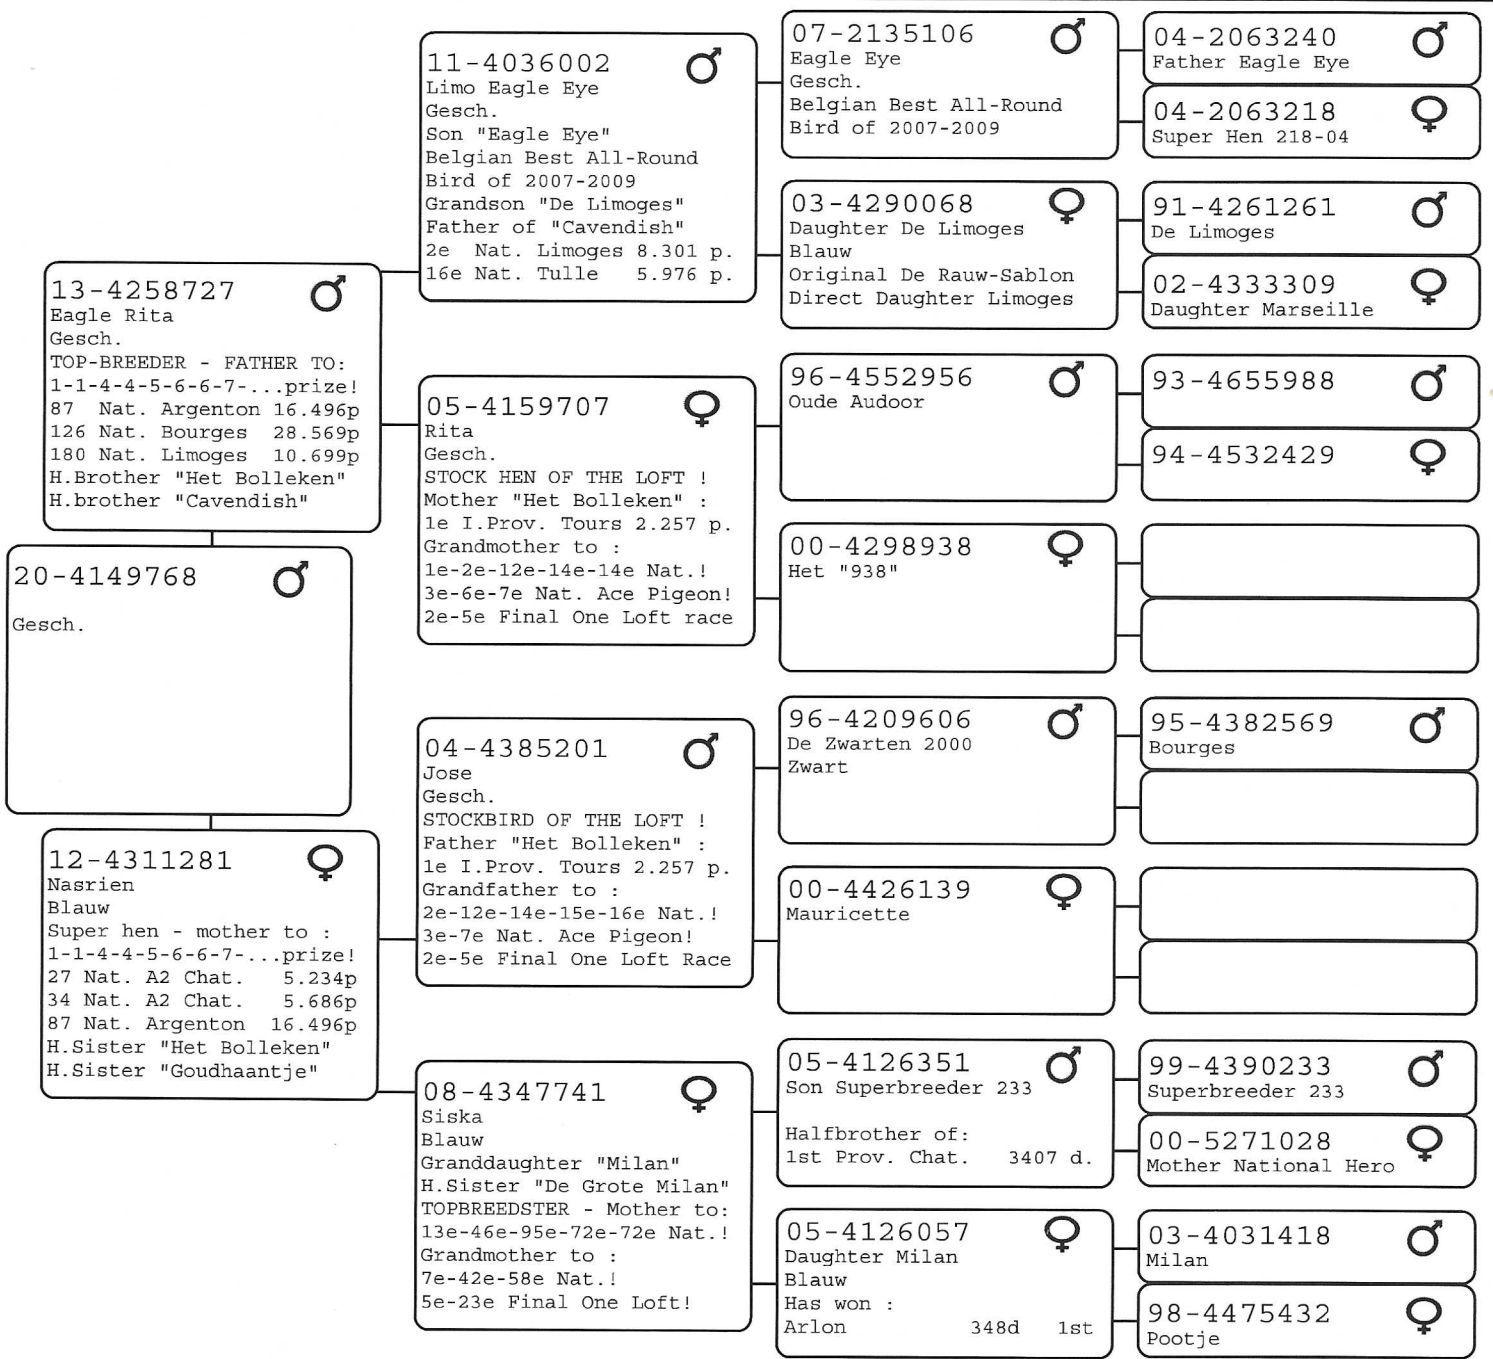 20-4149768 ♂
Gesch.
13-4258727 ♂
Eagle Rita
Gesch.
TOP-BREEDER - FATHER TO:
1-1-4-4-5-6-6-7-...prize!
87 Nat. Argenton 16.496p
126 Nat. Bourges 28.569p
180 Nat. Limoges 10.699p
H.Brother "Het Bolleken"
H.brother "Cavendish"
12-4311281 ♀
Nasrien
Blauw
Super hen - mother to :
1-1-4-4-5-6-6-7-...prize!
27 Nat. A2 Chat. 5.234p
34 Nat. A2 Chat. 5.686p
87 Nat. Argenton 16.496p
H.Sister "Het Bolleken"
H.Sister "Goudhaantje"
11-4036002 ♂
Limo Eagle Eye
Gesch.
Son "Eagle Eye"
Belgian Best All-Round
Bird of 2007-2009
Grandson "De Limoges"
Father of "Cavendish"
2e Nat. Limoges 8.301 p.
16e Nat. Tulle 5.976 p.
05-4159707 ♀
Rita
Gesch.
STOCK HEN OF THE LOFT !
Mother "Het Bolleken" :
1e I.Prov. Tours 2.257 p.
Grandmother to :
1e-2e-12e-14e-14e Nat.!
3e-6e-7e Nat. Ace Pigeon!
2e-5e Final One Loft race
04-4385201 ♂
Jose
Gesch.
STOCKBIRD OF THE LOFT !
Father "Het Bolleken" :
1e I.Prov. Tours 2.257 p.
Grandfather to :
2e-12e-14e-15e-16e Nat.!
3e-7e Nat. Ace Pigeon!
2e-5e Final One Loft Race
08-4347741 ♀
Siska
Blauw
Granddaughter "Milan"
H.Sister "De Grote Milan"
TOPBREEDSTER - Mother to:
13e-46e-95e-72e-72e Nat.!
Grandmother to :
7e-42e-58e Nat.!
5e-23e Final One Loft!
07-2135106 ♂
Eagle Eye
Gesch.
Belgian Best All-Round
Bird of 2007-2009
03-4290068 ♀
Daughter De Limoges
Blauw
Original De Rauw-Sablon
Direct Daughter Limoges
96-4552956 ♂
Oude Audoor
00-4298938 ♀
Het "938"
96-4209606 ♂
De Zwarten 2000
Zwart
00-4426139 ♀
Mauricette
05-4126351 ♂
Son Superbreeder 233
Halfbrother of:
1st Prov. Chat. 3407 d.
05-4126057 ♀
Daughter Milan
Blauw
Has won :
Arlon 348d 1st
04-2063240 ♂
Father Eagle Eye
04-2063218 ♀
Super Hen 218-04
91-4261261 ♂
De Limoges
02-4333309 ♀
Daughter Marseille
93-4655988 ♂
94-4532429 ♀
95-4382569 ♂
Bourges
99-4390233 ♂
Superbreeder 233
00-5271028 ♀
Mother National Hero
03-4031418 ♂
Milan
98-4475432 ♀
Pootje